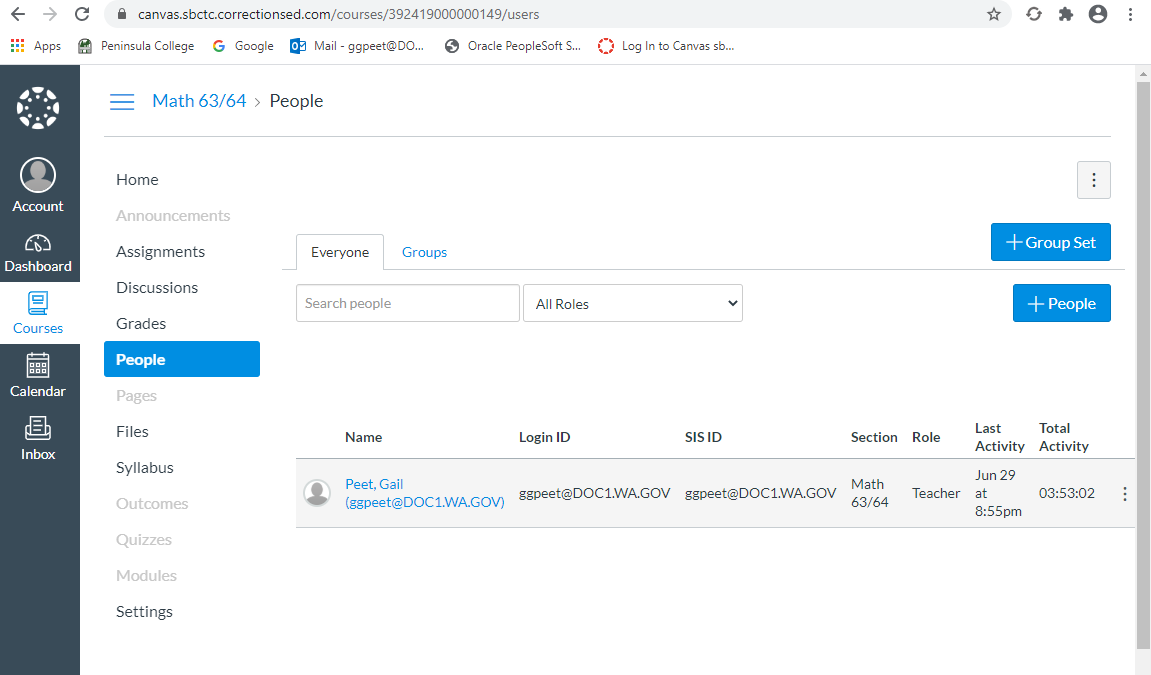 canvas.sbctc.correctionsed.com/courses/392419000000149/users
Apps Peninsula College Google Mail - ggpeet@DO... Oracle PeopleSoft S... Log In to Canvas sb...
Math 63/64 › People
Account
Dashboard
Courses
Calendar
Inbox
Home
Announcements
Assignments
Discussions
Grades
People
Pages
Files
Syllabus
Outcomes
Quizzes
Modules
Settings
Everyone Groups
+ Group Set
Search people All Roles
+ People
Name Login ID SIS ID Section Role Last Activity Total Activity
Peet, Gail
(ggpeet@DOC1.WA.GOV)
ggpeet@DOC1.WA.GOV
ggpeet@DOC1.WA.GOV
Math
63/64
Teacher
Jun 29
at
8:55pm
03:53:02